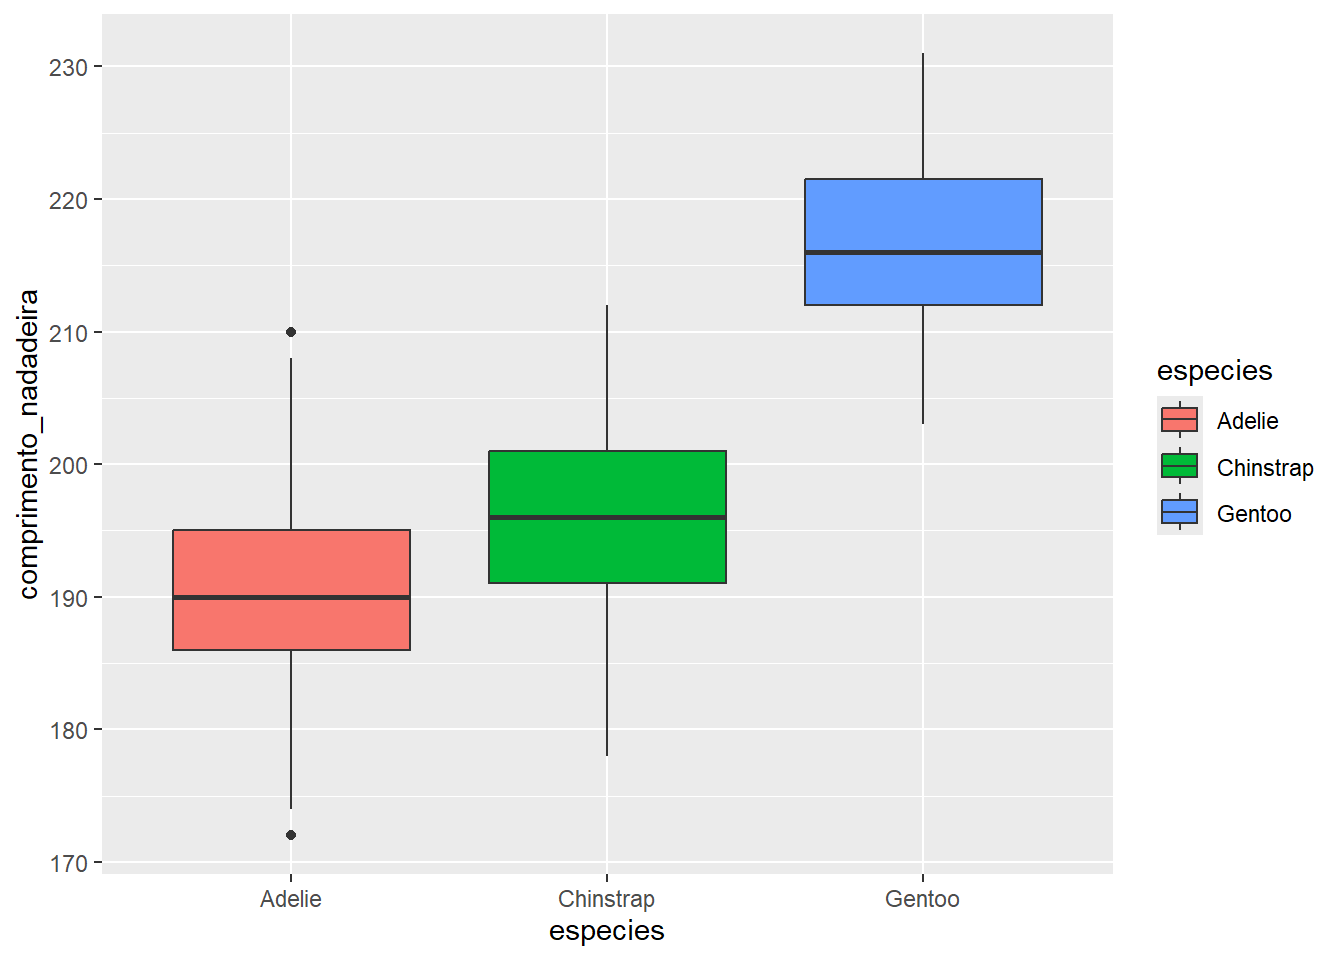 comprimento_nadadeira
230
220
210
200
190
180
170
Adelie
Chinstrap
Gentoo
especies
especies
Adelie
Chinstrap
Gentoo